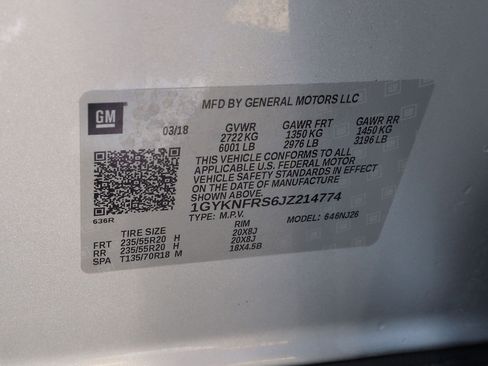 MFD BY GENERAL MOTORS LLC
GM
03/18 GVWR GAWR FRT GAWR RR
2722 KG 1350 KG 1450 KG
6001 LB 2976 LB 3196 LB
THIS VEHICLE CONFORMS TO ALL
APPLICABLE U.S. FEDERAL MOTOR
VEHICLE SAFETY STANDARDS IN EFFECT
ON THE DATE OF MANUFACTURE
SHOWN ABOVE.
1GYKNFRS6JZ214774
636R
TYPE: M.P.V. MODEL: 646NJ26
TIRE SIZE RIM
FRT 235/55R20 H 20X8J
RR 235/55R20 H 20X8J
SPA T135/70R18 M 18X4.5B